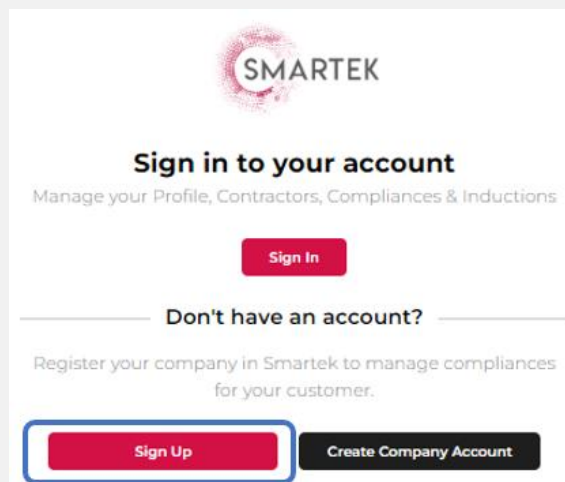 SMARTEK
Sign in to your account
Manage your Profile, Contractors, Compliances & Inductions
Sign In
Don't have an account?
Register your company in Smartek to manage compliances
for your customer.
Sign Up
Create Company Account